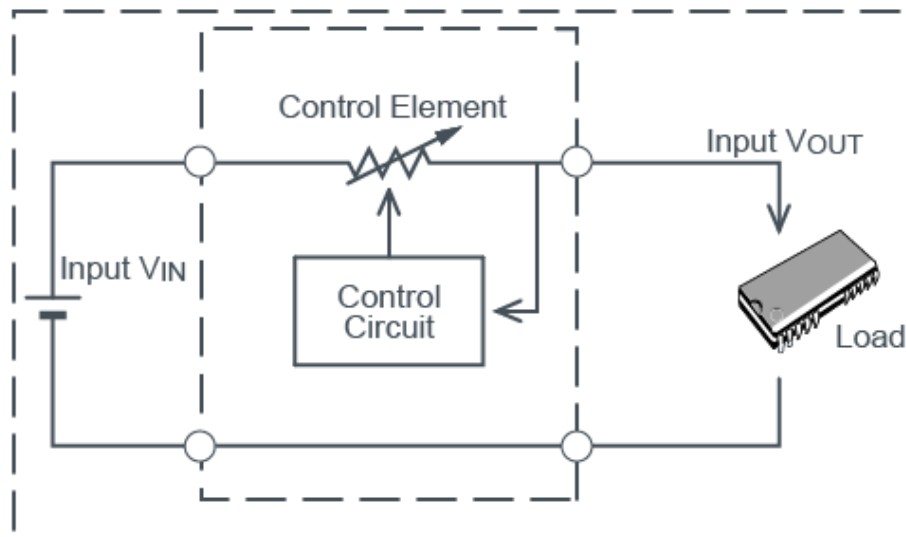 Control Element
Input VOUT
Input VIN
Control
Circuit
Load